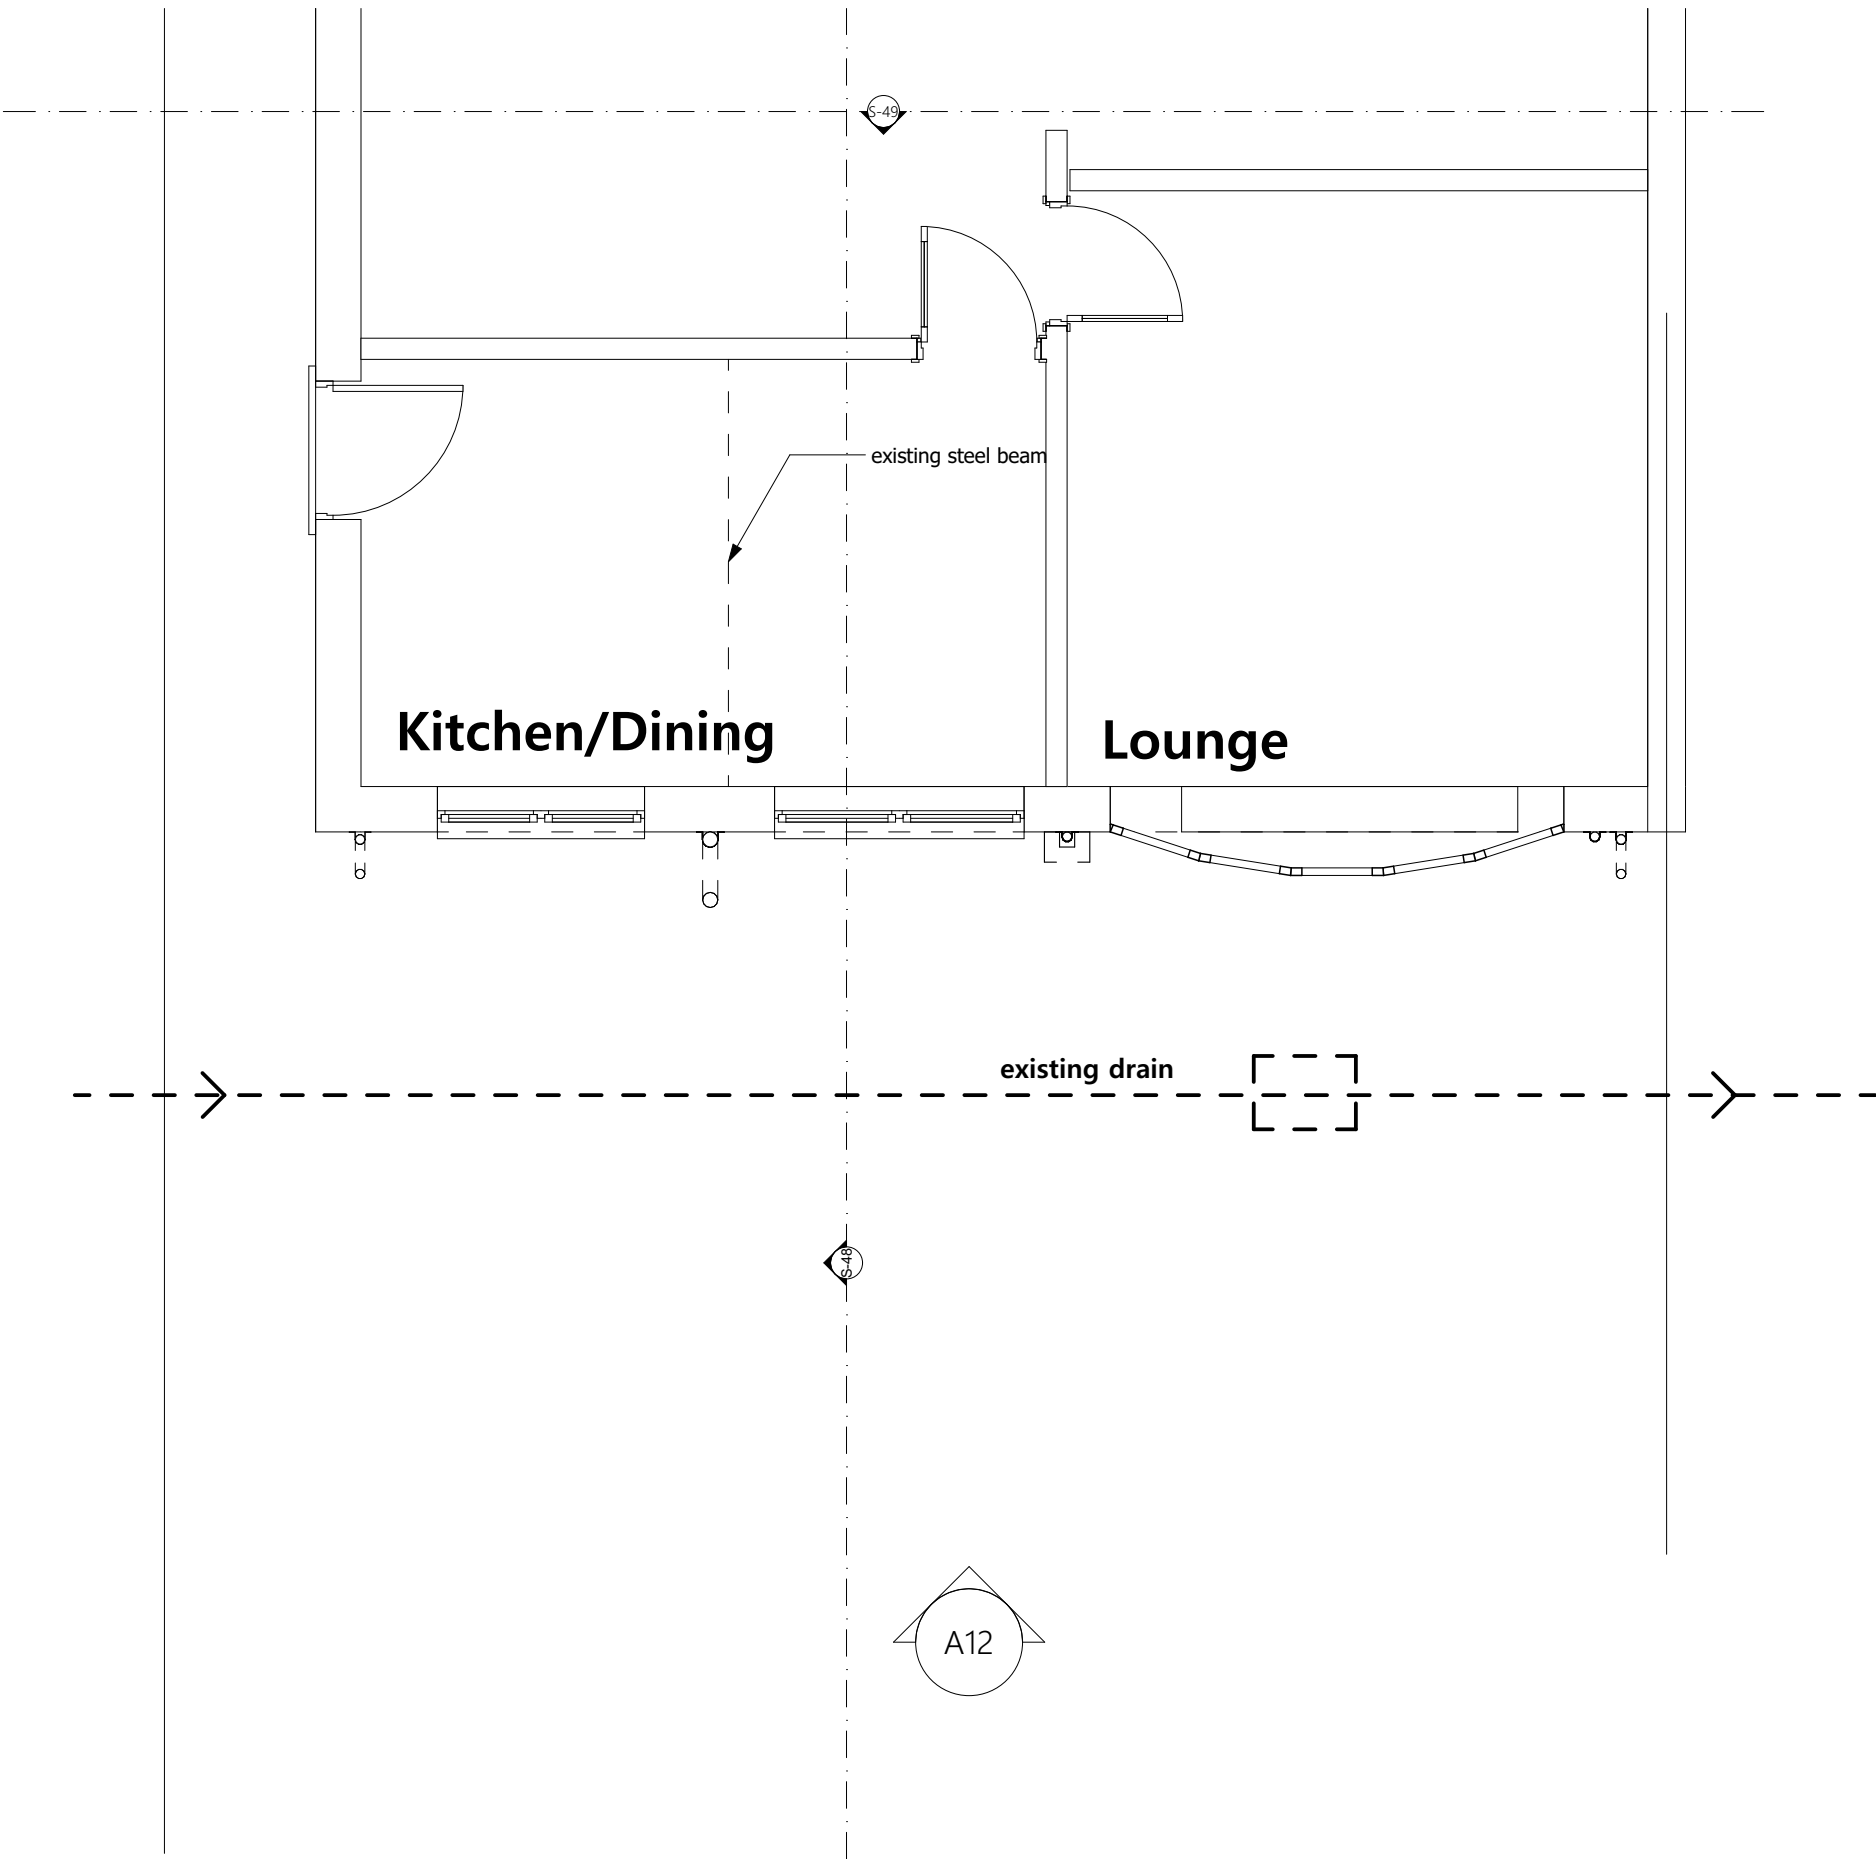 S-49
existing steel beam
Kitchen/Dining
Lounge
existing drain
S-48
A12